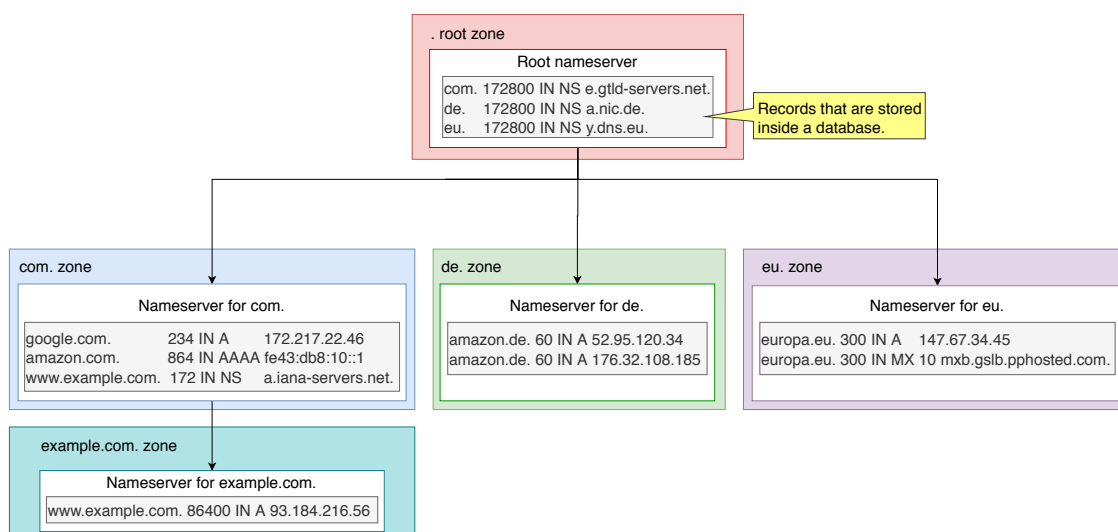 . root zone
Root nameserver
com. 172800 IN NS e.gtld-servers.net.
de. 172800 IN NS a.nic.de.
eu. 172800 IN NS y.dns.eu.
Records that are stored
inside a database.
com. zone
Nameserver for com.
google.com. 234 IN A 172.217.22.46
amazon.com. 864 IN AAAA fe43:db8:10::1
www.example.com. 172 IN NS a.iana-servers.net.
de. zone
Nameserver for de.
amazon.de. 60 IN A 52.95.120.34
amazon.de. 60 IN A 176.32.108.185
eu. zone
Nameserver for eu.
europa.eu. 300 IN A 147.67.34.45
europa.eu. 300 IN MX 10 mxb.gslb.pphosted.com.
example.com. zone
Nameserver for example.com.
www.example.com. 86400 IN A 93.184.216.56